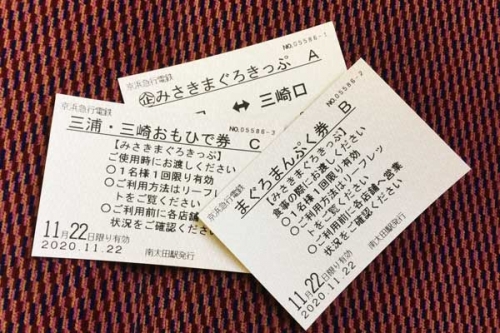 NO.05586-1
企みさきまぐろきっぷ A
↔ 三崎口
京浜急行電鉄
NO.05586-3
三浦・三崎おもひで券 C
【みさきまぐろきっぷ】
ご使用時にお渡しください
○1名様1回限り有効
○ご利用方法はリーフレッ
トをご覧ください
○ご利用前に各店舗
状況をご確認くだ
11月22日限り有効
2020.11.22
南太田駅発行
京浜急行電鉄
NO.05586-2
まぐろまんぷく券 B
【みさきまぐろきっぷ】
食事の際にお渡しください
○1名様1回限り有効
○ご利用方法はリーフレッ
トをご覧ください
○ご利用前に各店舗・営業
状況をご確認ください
11月22日限り有効
2020.11.22
南太田駅発行